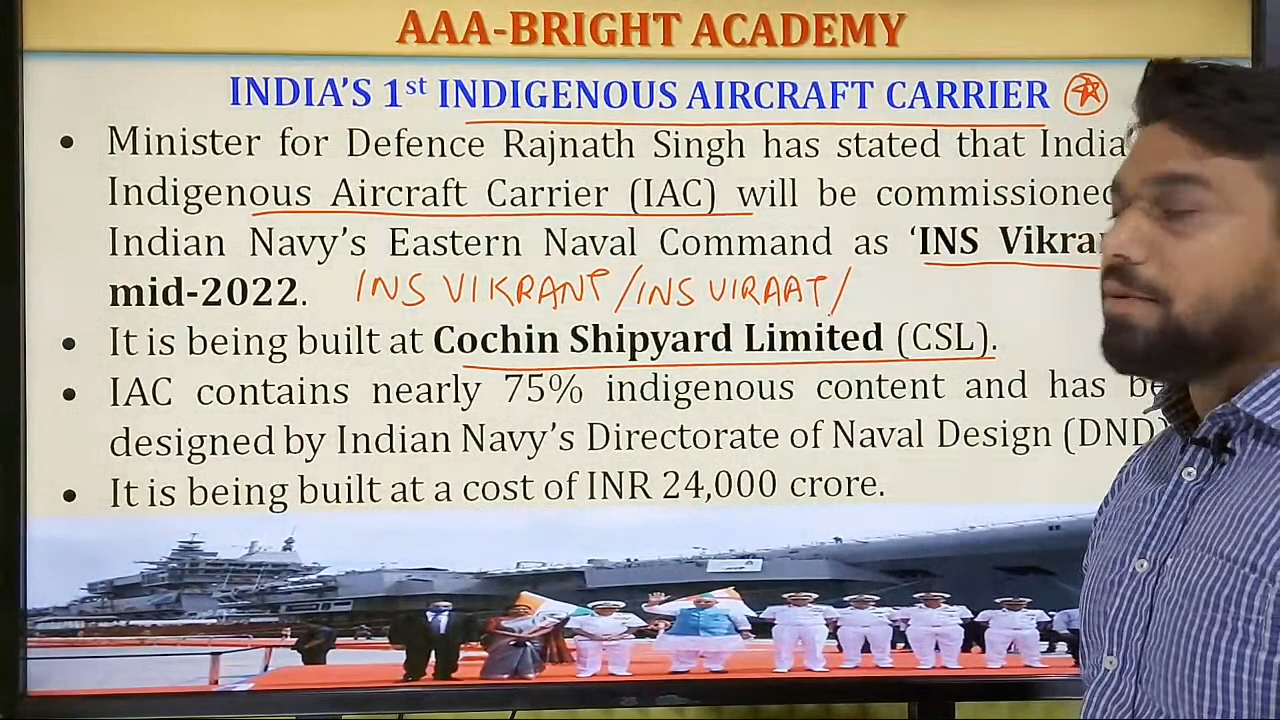 AAA-BRIGHT ACADEMY
INDIA'S 1st INDIGENOUS AIRCRAFT CARRIER
• Minister for Defence Rajnath Singh has stated that India
Indigenous Aircraft Carrier (IAC) will be commissioned
Indian Navy's Eastern Naval Command as 'INS
mid-2022. INS VIKRANT/INS VIRAAT/
• It is being built at Cochin Shipyard Limited (CSL).
• IAC contains nearly 75% indigenous content and has
designed by Indian Navy's Directorate of Naval Design (DND)
• It is being built at a cost of INR 24,000 crore.